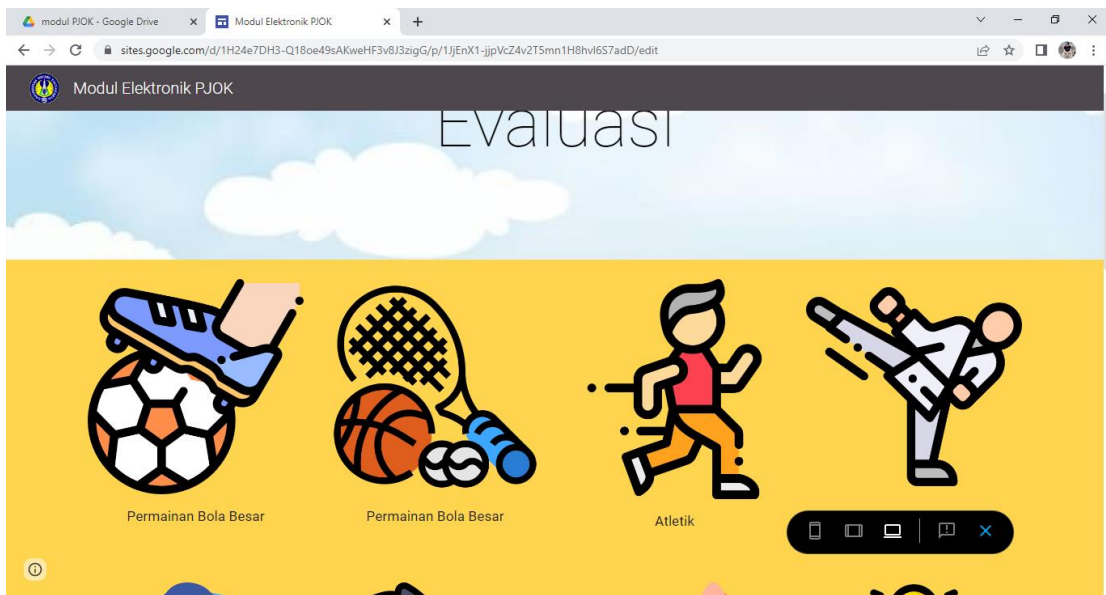 modul PJOK - Google Drive
Modul Elektronik PJOK
sites.google.com/d/1H24e7DH3-Q18oe49sAKweHF3v8J3zigG/p/1JjEnX1-jjpVcZ4v2T5mn1H8hvI6S7adD/edit
Modul Elektronik PJOK
Evaluasi
Permainan Bola Besar
Permainan Bola Besar
Atletik